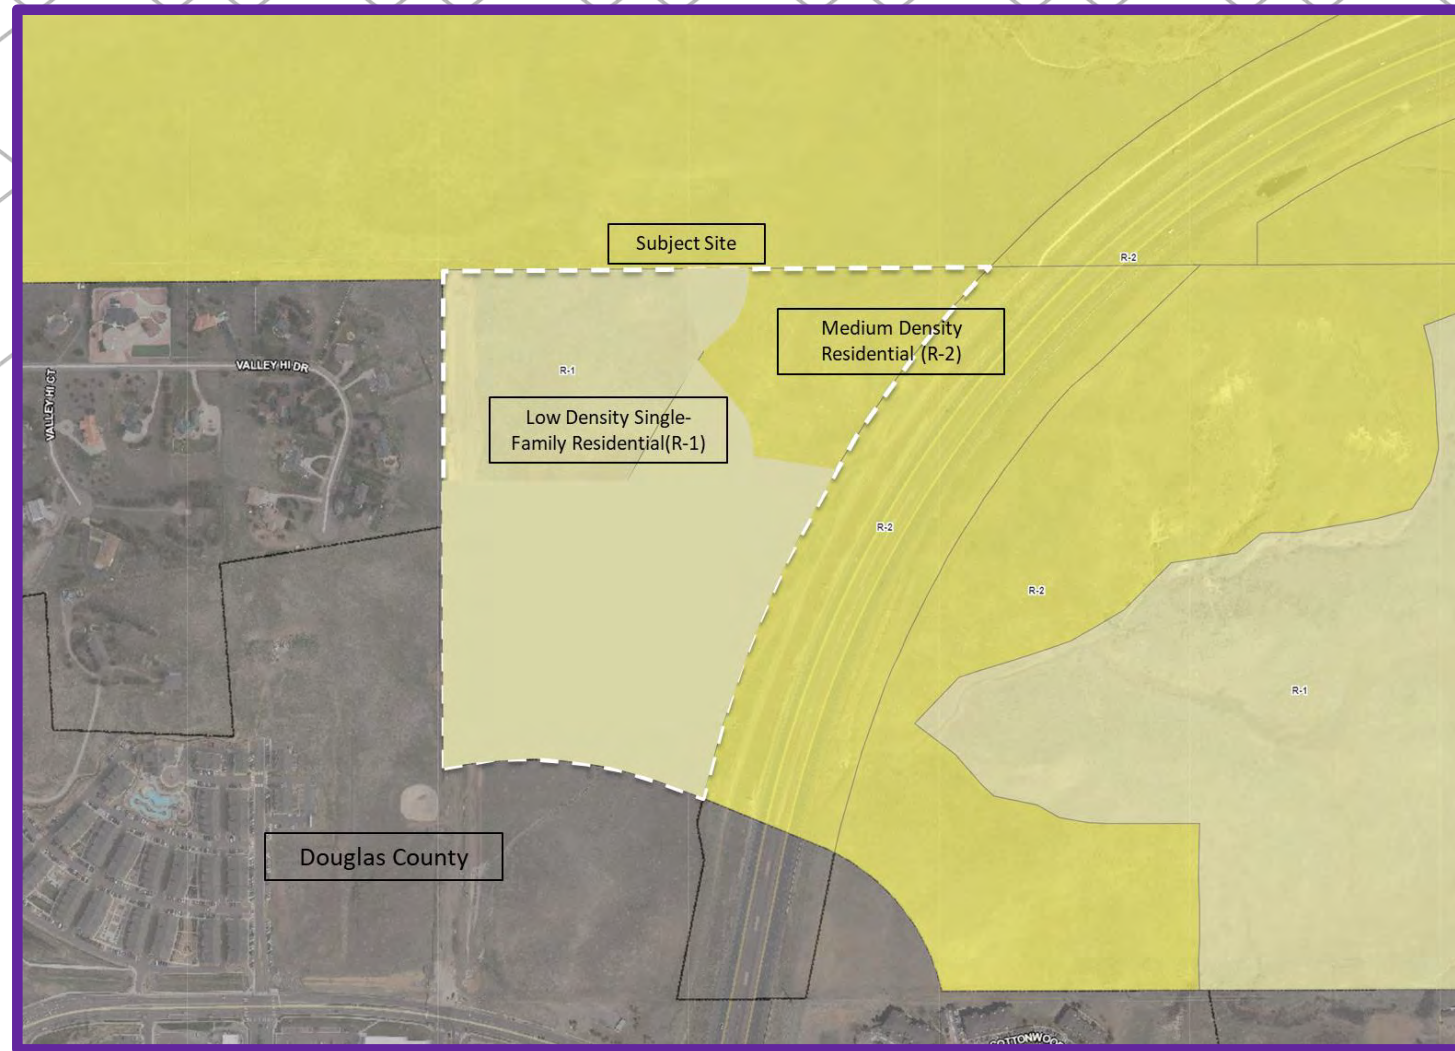 Subject Site
R-2
Medium Density
Residential (R-2)
VALLEY HI DR
R-1
VALLEY HI CT
Low Density Single-
Family Residential(R-1)
R-2
R-2
R-1
Douglas County